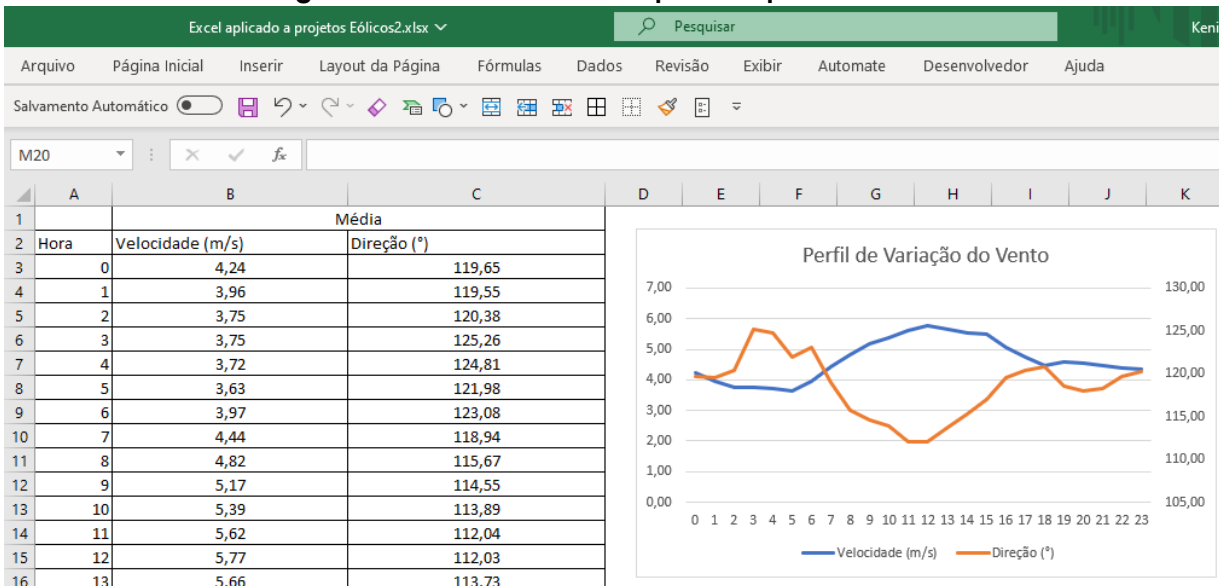 Excel aplicado a projetos Eólicos2.xlsx
Pesquisar
Keni
Arquivo Página Inicial Inserir Layout da Página Fórmulas Dados Revisão Exibir Automate Desenvolvedor Ajuda
Salvamento Automático
M20 fx
A B C D E F G H I J K
1 Média
2 Hora Velocidade (m/s) Direção (°)
3 0 4,24 119,65
4 1 3,96 119,55
5 2 3,75 120,38
6 3 3,75 125,26
7 4 3,72 124,81
8 5 3,63 121,98
9 6 3,97 123,08
10 7 4,44 118,94
11 8 4,82 115,67
12 9 5,17 114,55
13 10 5,39 113,89
14 11 5,62 112,04
15 12 5,77 112,03
16 13 5,66 113,73
Perfil de Variação do Vento
7,00 130,00
6,00 125,00
5,00
4,00 120,00
3,00 115,00
2,00
1,00 110,00
0,00 105,00
0 1 2 3 4 5 6 7 8 9 10 11 12 13 14 15 16 17 18 19 20 21 22 23
Velocidade (m/s) Direção (°)